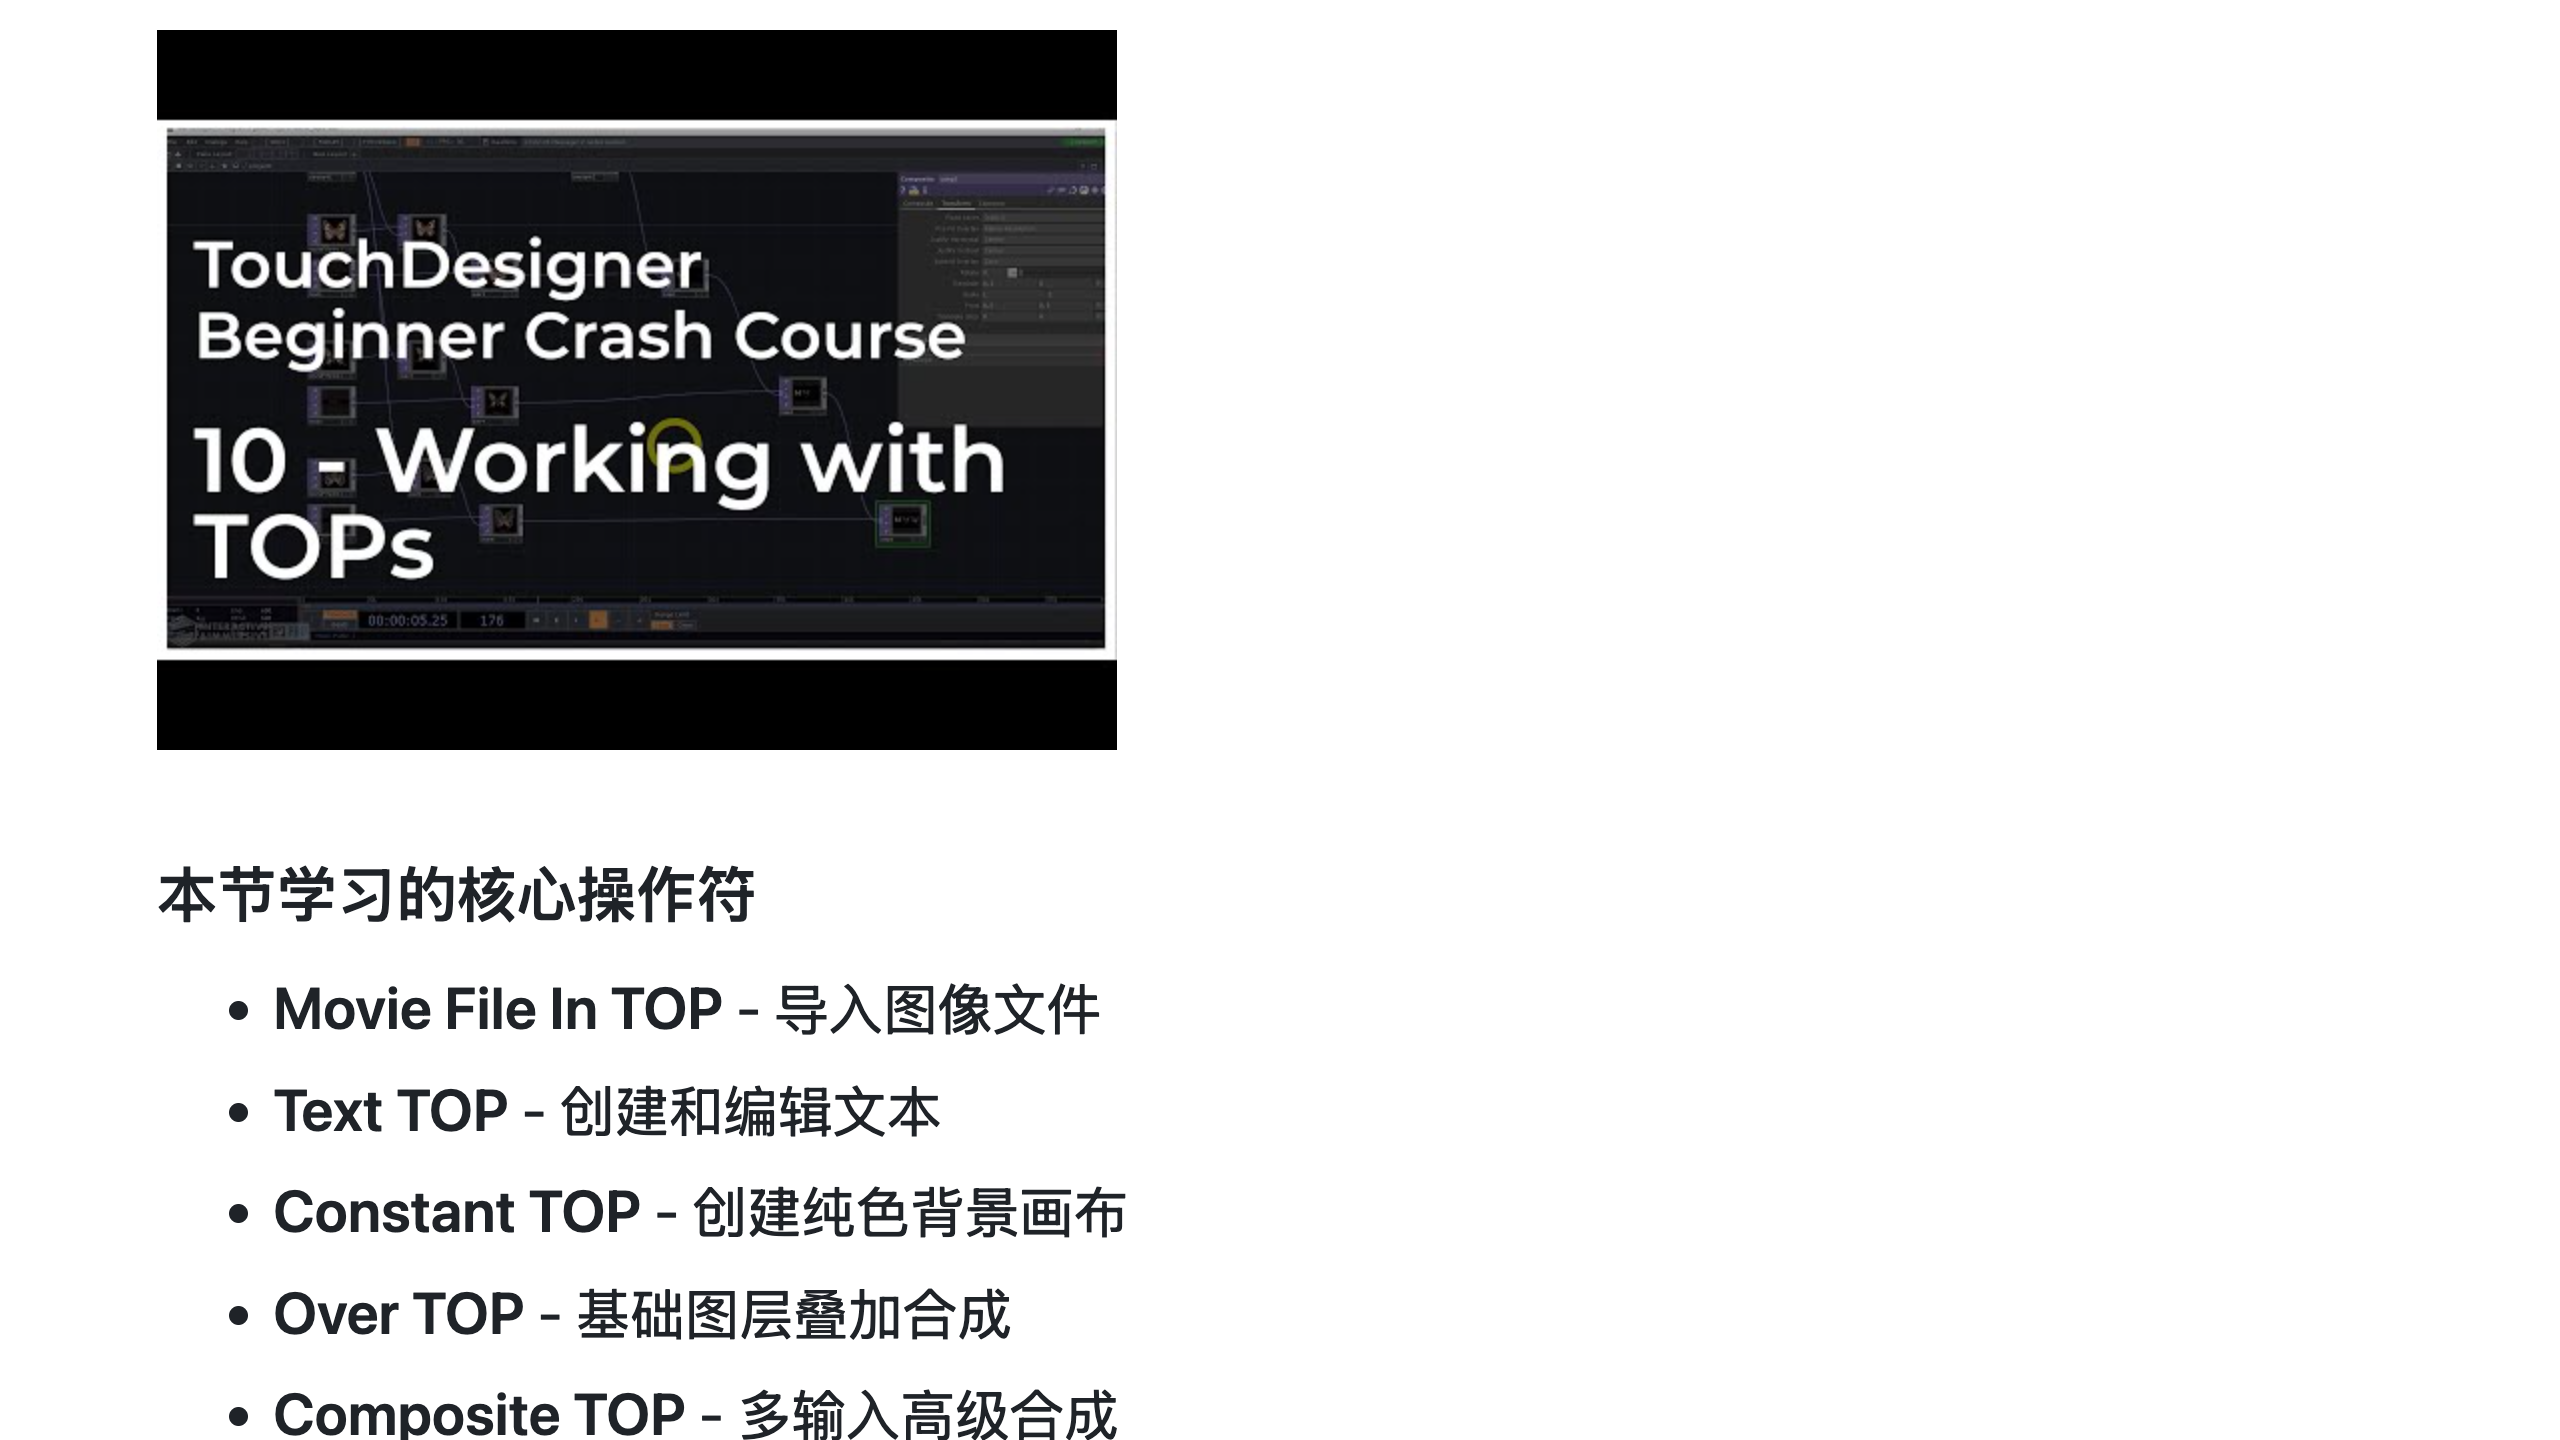 TouchDesigner
Beginner Crash Course
10 - Working with
TOPs
00:00:05.25 176
本节学习的核心操作符
Movie File In TOP - 导入图像文件
Text TOP - 创建和编辑文本
Constant TOP - 创建纯色背景画布
Over TOP - 基础图层叠加合成
Composite TOP - 多输入高级合成